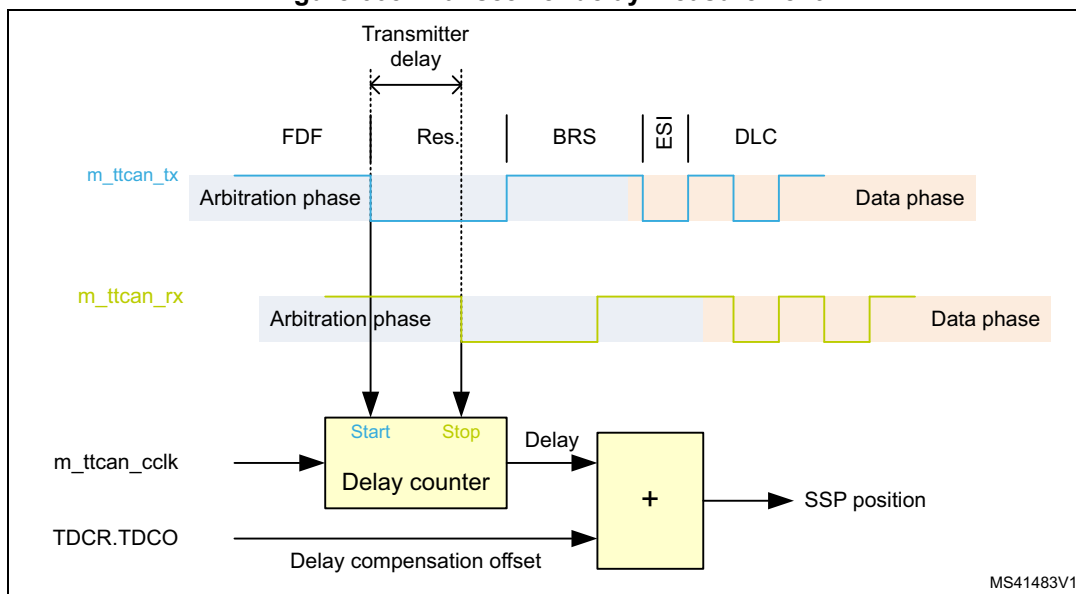 Transmitter
delay
FDF
Res.
BRS
ESI
DLC
m_ttcan_tx
Arbitration phase
Data phase
m_ttcan_rx
Arbitration phase
Data phase
Start
Stop
Delay
m_ttcan_cclk
Delay counter
+
SSP position
TDCR.TDCO
Delay compensation offset
MS41483V1